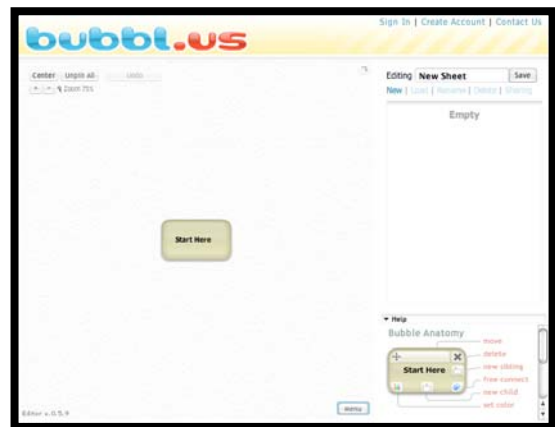 Sign In | Create Account | Contact Us
bubbl.us
Center Unpin All Undo
Zoom 75%
Editing New Sheet Save
New | Load | Rename | Delete | Sharing
Empty
Start Here
Help
Bubble Anatomy
move
delete
new sibling
Start Here
free connect
new child
set color
menu
Editor v.0.5.9